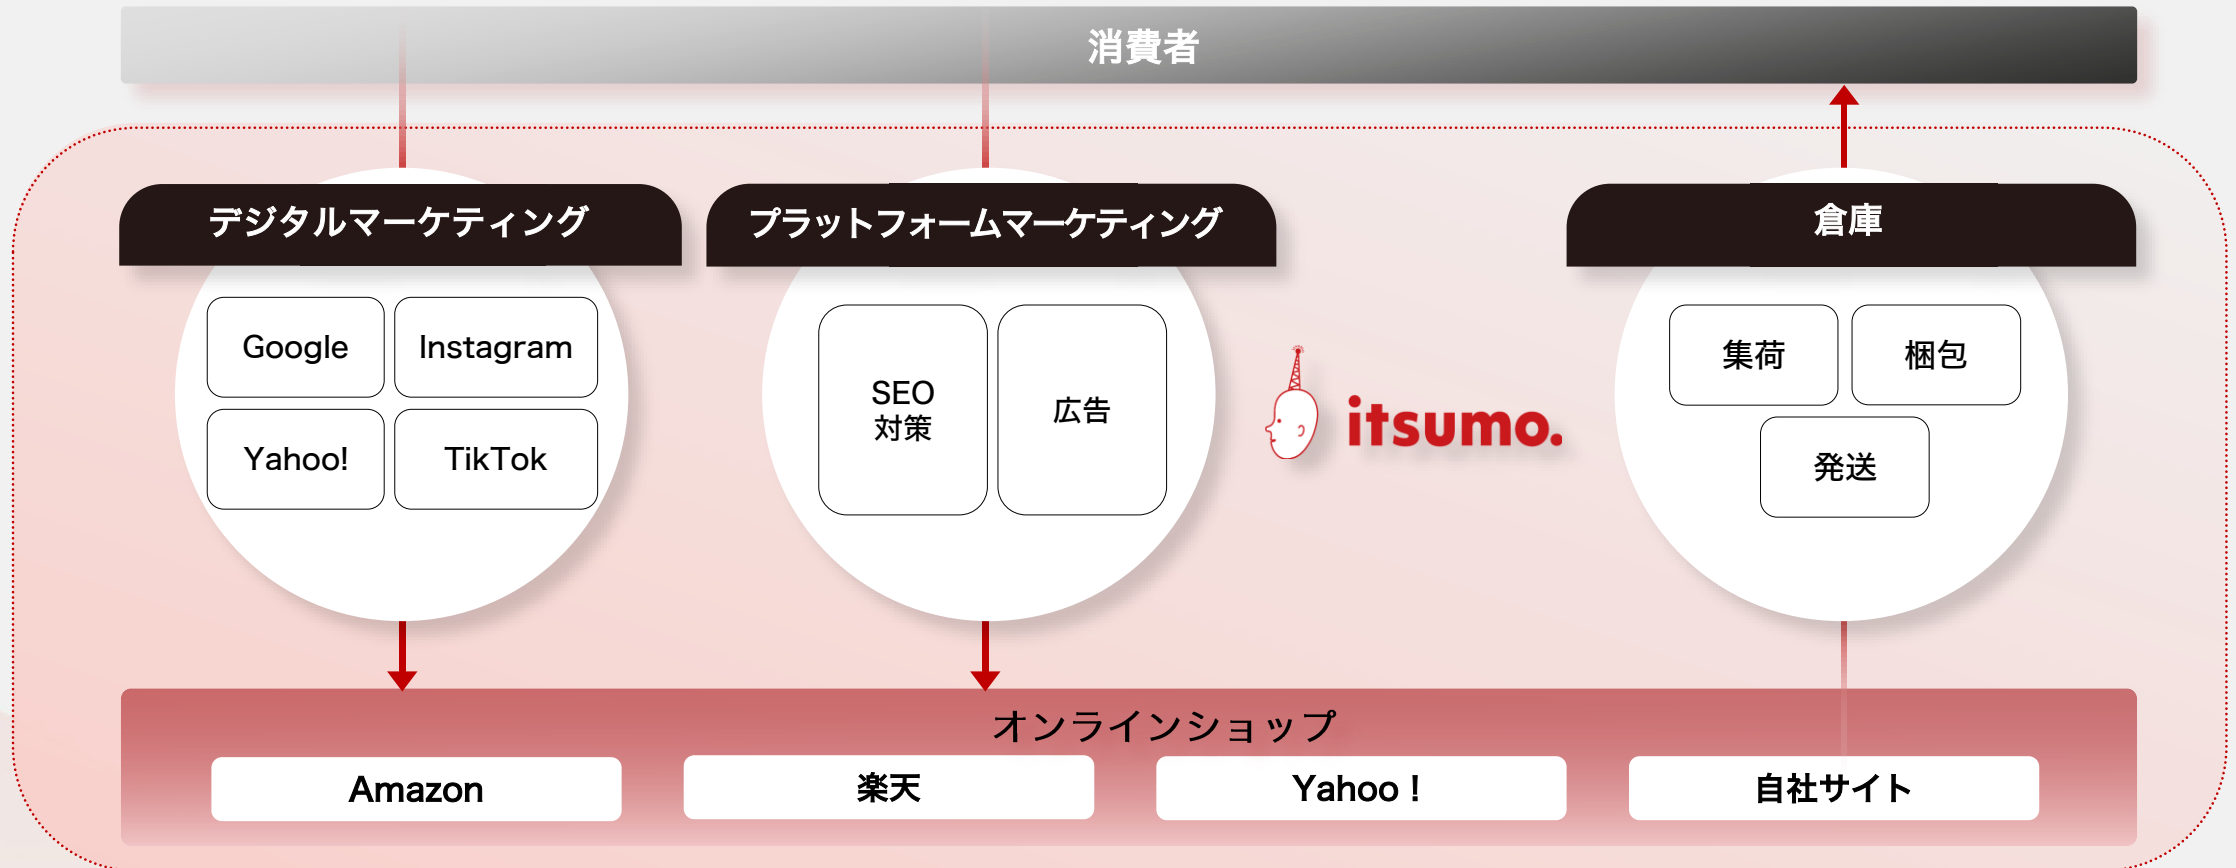 消費者
デジタルマーケティング
Google
Instagram
Yahoo!
TikTok
プラットフォームマーケティング
SEO
対策
広告
itsumo.
倉庫
集荷
梱包
発送
オンラインショップ
Amazon
楽天
Yahoo！
自社サイト